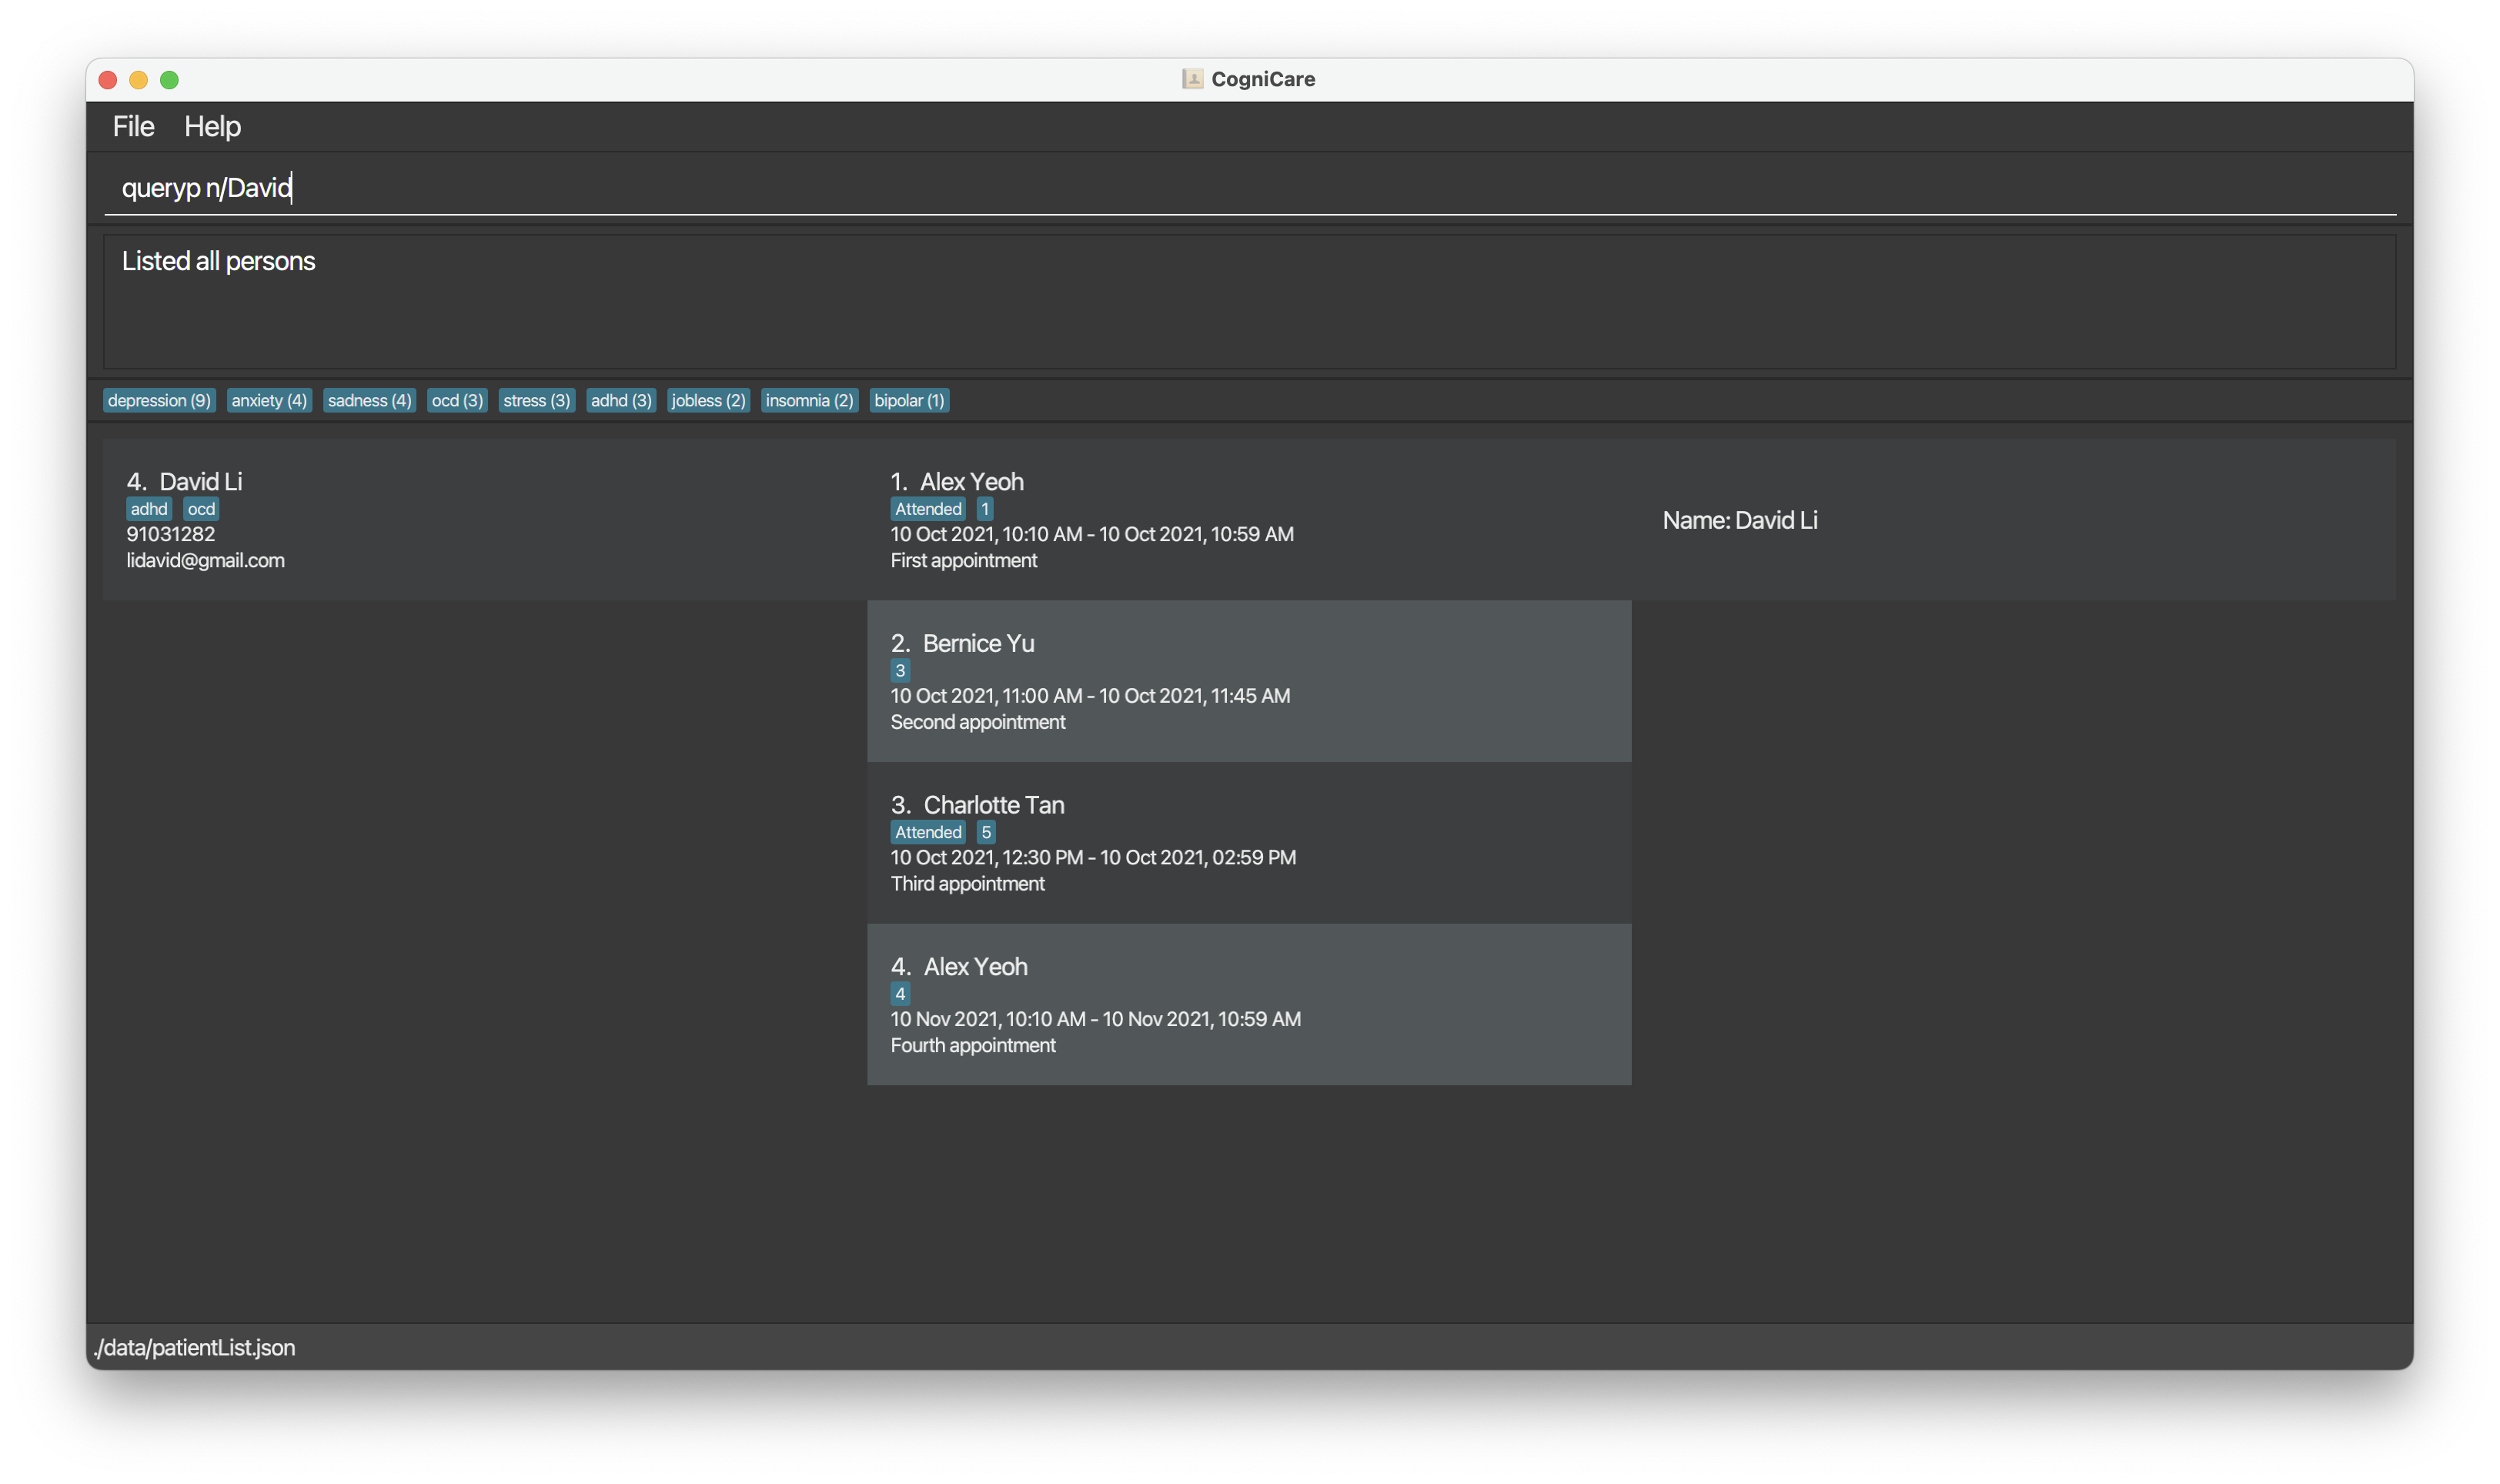 CogniCare
File Help
queryp n/David
Listed all persons
depression (9) anxiety (4) sadness (4) ocd (3) stress (3) adhd (3) jobless (2) insomnia (2) bipolar (1)
4. David Li
adhd ocd
91031282
lidavid@gmail.com
1. Alex Yeoh
Attended 1
10 Oct 2021, 10:10 AM - 10 Oct 2021, 10:59 AM
First appointment
2. Bernice Yu
3
10 Oct 2021, 11:00 AM - 10 Oct 2021, 11:45 AM
Second appointment
3. Charlotte Tan
Attended 5
10 Oct 2021, 12:30 PM - 10 Oct 2021, 02:59 PM
Third appointment
4. Alex Yeoh
4
10 Nov 2021, 10:10 AM - 10 Nov 2021, 10:59 AM
Fourth appointment
Name: David Li
./data/patientList.json